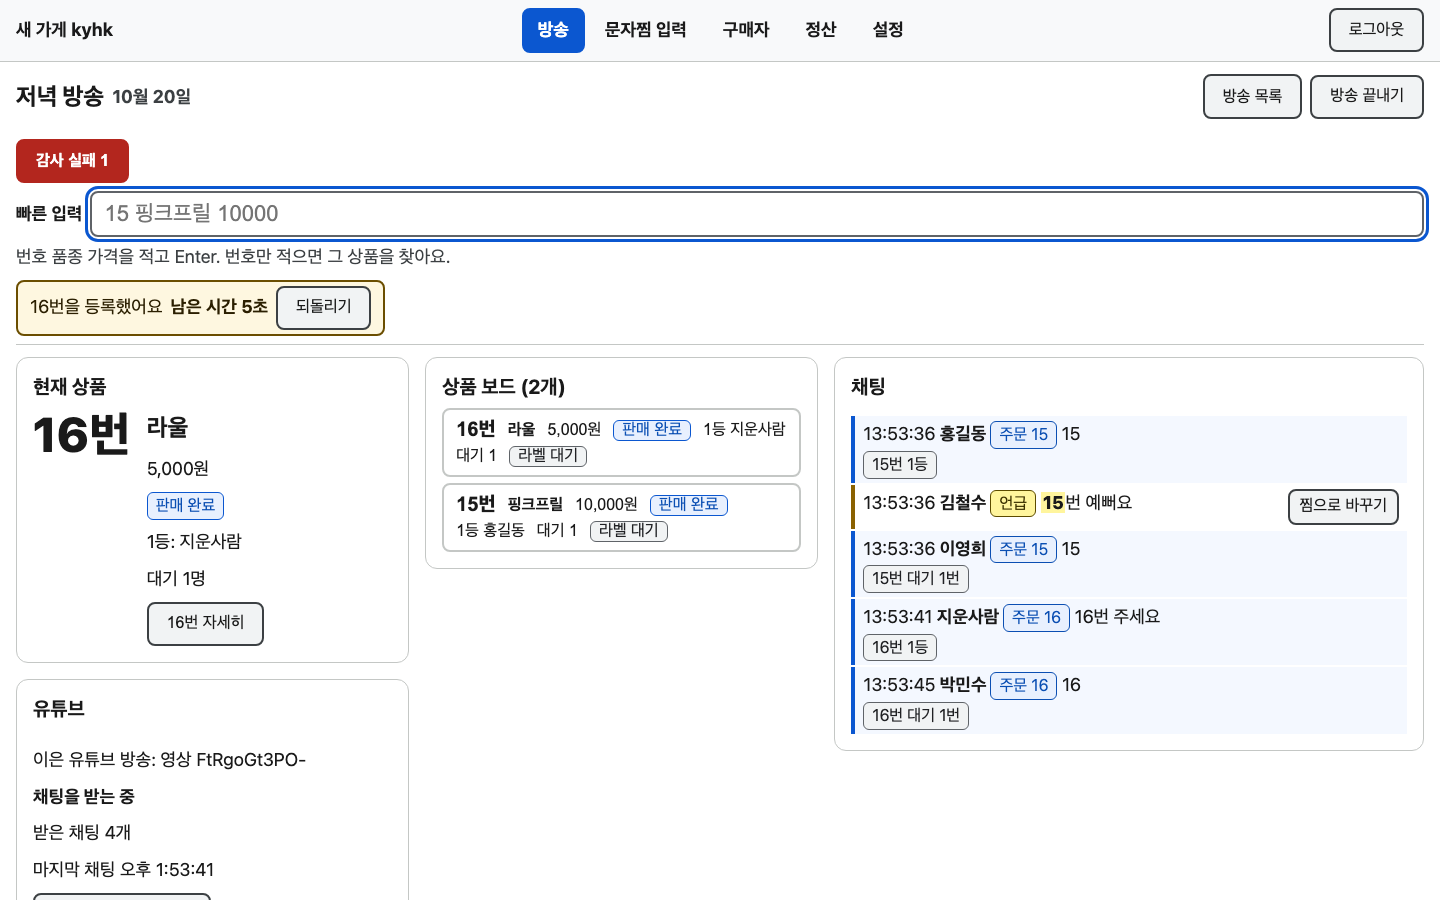 새 가게 kyhk
방송 문자찜 입력 구매자 정산 설정
로그아웃
저녁 방송 10월 20일
방송 목록 방송 끝내기
감사 실패 1
빠른 입력 15 핑크프릴 10000
번호 품종 가격을 적고 Enter. 번호만 적으면 그 상품을 찾아요.
16번을 등록했어요 남은 시간 5초 되돌리기
현재 상품
16번 라울
5,000원
판매 완료
1등: 지운사람
대기 1명
16번 자세히
유튜브
이은 유튜브 방송: 영상 FtRgoGt3PO-
채팅을 받는 중
받은 채팅 4개
마지막 채팅 오후 1:53:41
상품 보드 (2개)
16번 라울 5,000원 판매 완료 1등 지운사람
대기 1 라벨 대기
15번 핑크프릴 10,000원 판매 완료
1등 홍길동 대기 1 라벨 대기
채팅
13:53:36 홍길동 주문 15 15
15번 1등
13:53:36 김철수 언급 15번 예뻐요 찜으로 바꾸기
13:53:36 이영희 주문 15 15
15번 대기 1번
13:53:41 지운사람 주문 16 16번 주세요
16번 1등
13:53:45 박민수 주문 16 16
16번 대기 1번